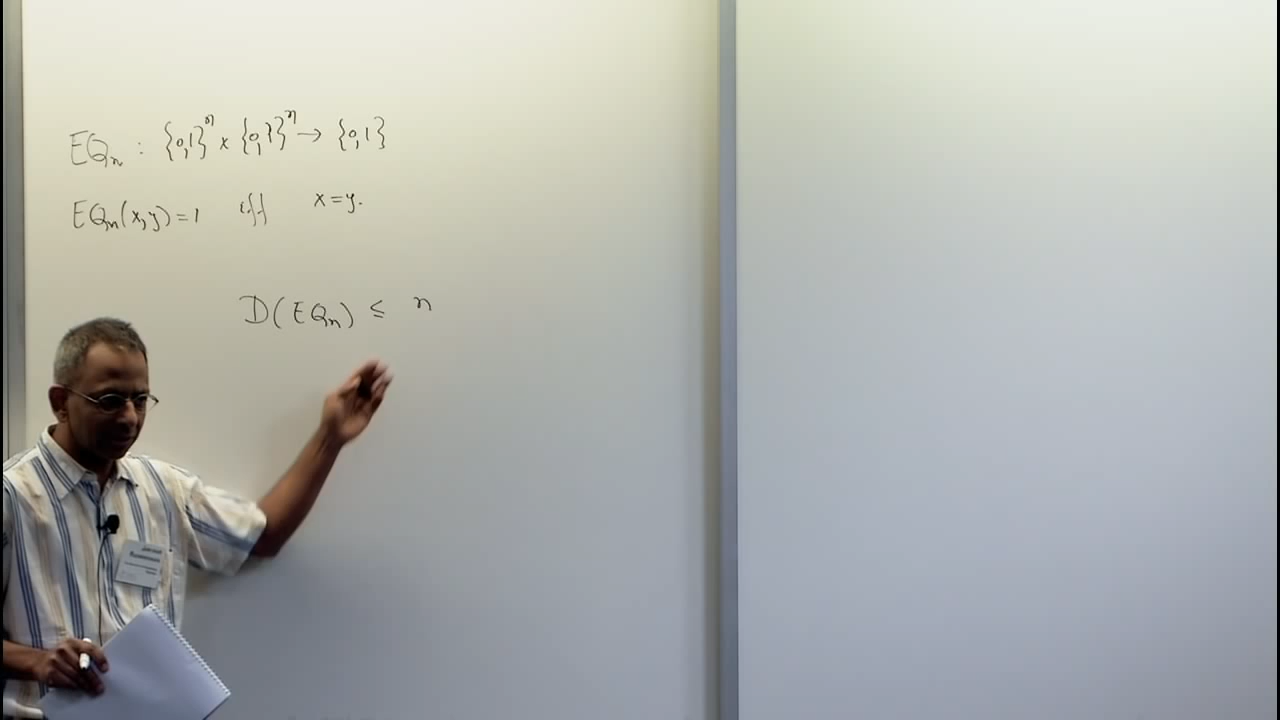 EQₙ : {0,1}ⁿ × {0,1}ⁿ → {0,1}
EQₙ(x,y) = 1 iff x = y.
D(EQₙ) ≤ n